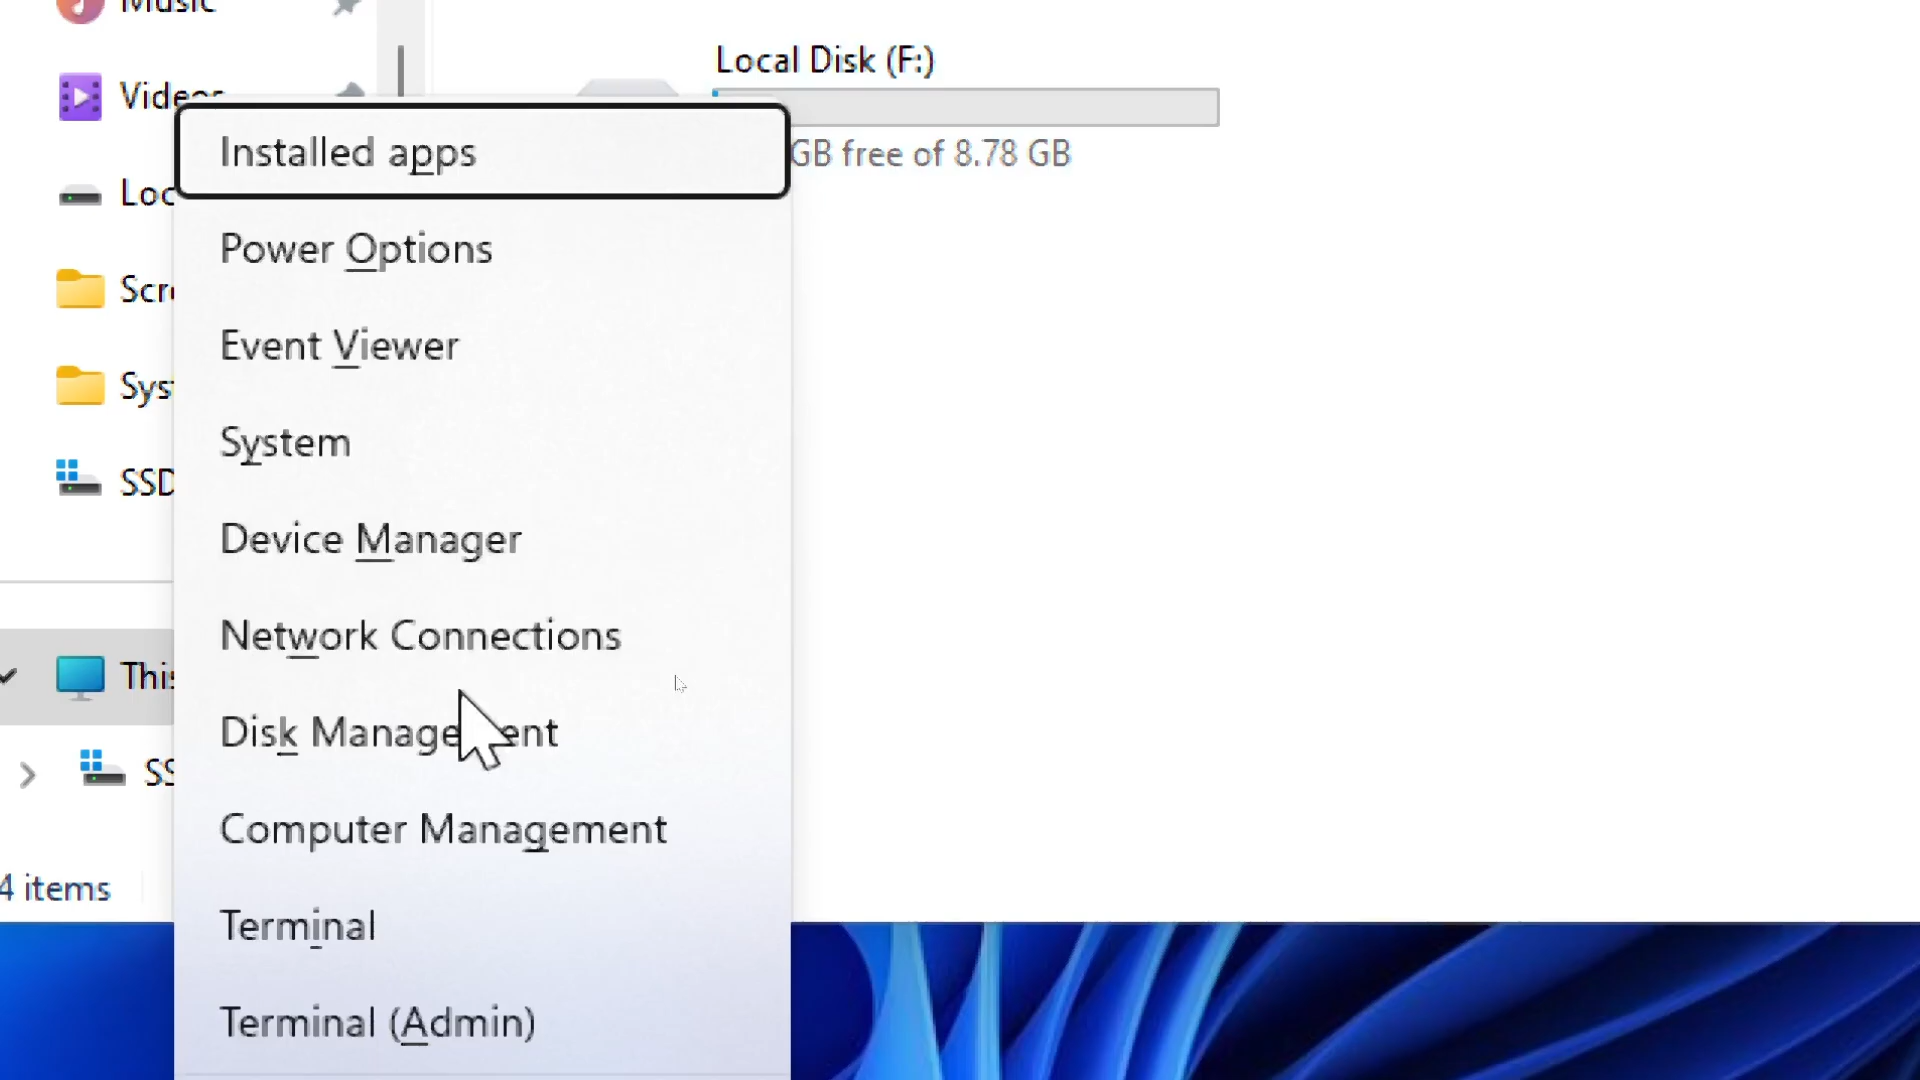 Music
Local Disk (F:)
Videos
Installed apps
GB free of 8.78 GB
Loc
Power Options
Scr
Event Viewer
Sys
System
SSD
Device Manager
Network Connections
This
Disk Management
SS
Computer Management
4 items
Terminal
Terminal (Admin)